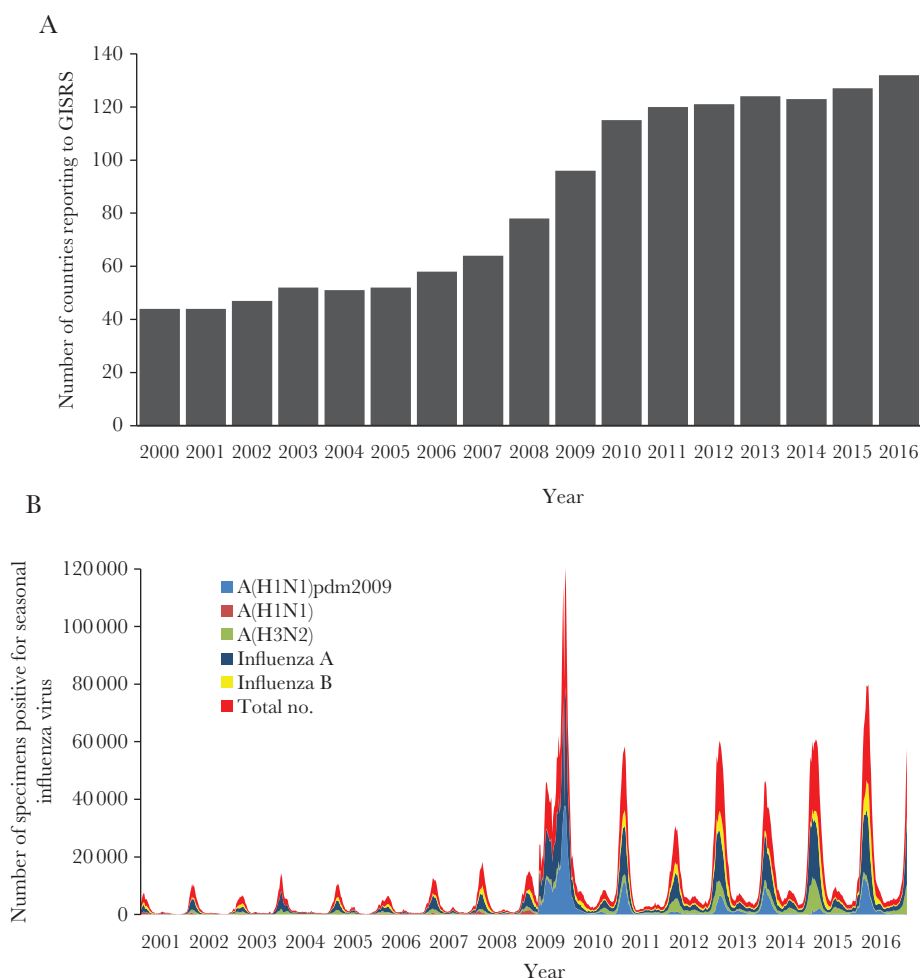 A
Number of countries reporting to GISRS
140
120
100
80
60
40
20
0
2000 2001 2002 2003 2004 2005 2006 2007 2008 2009 2010 2011 2012 2013 2014 2015 2016
Year
B
Number of specimens positive for seasonal
influenza virus
120 000
100 000
80 000
60 000
40 000
20 000
0
A(H1N1)pdm2009
A(H1N1)
A(H3N2)
Influenza A
Influenza B
Total no.
2001 2002 2003 2004 2005 2006 2007 2008 2009 2010 2011 2012 2013 2014 2015 2016
Year